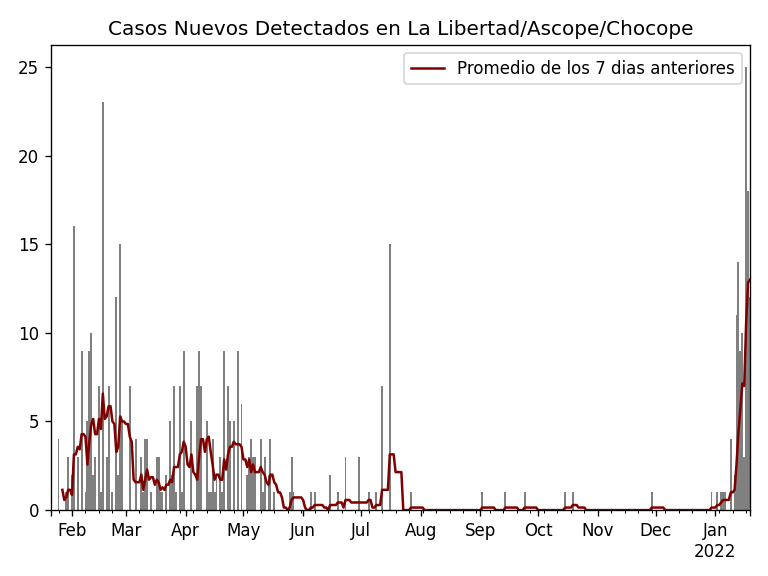 Casos Nuevos Detectados en La Libertad/Ascope/Chocope
Promedio de los 7 dias anteriores
25
20
15
10
5
0
Feb Mar Apr May Jun Jul Aug Sep Oct Nov Dec Jan
2022